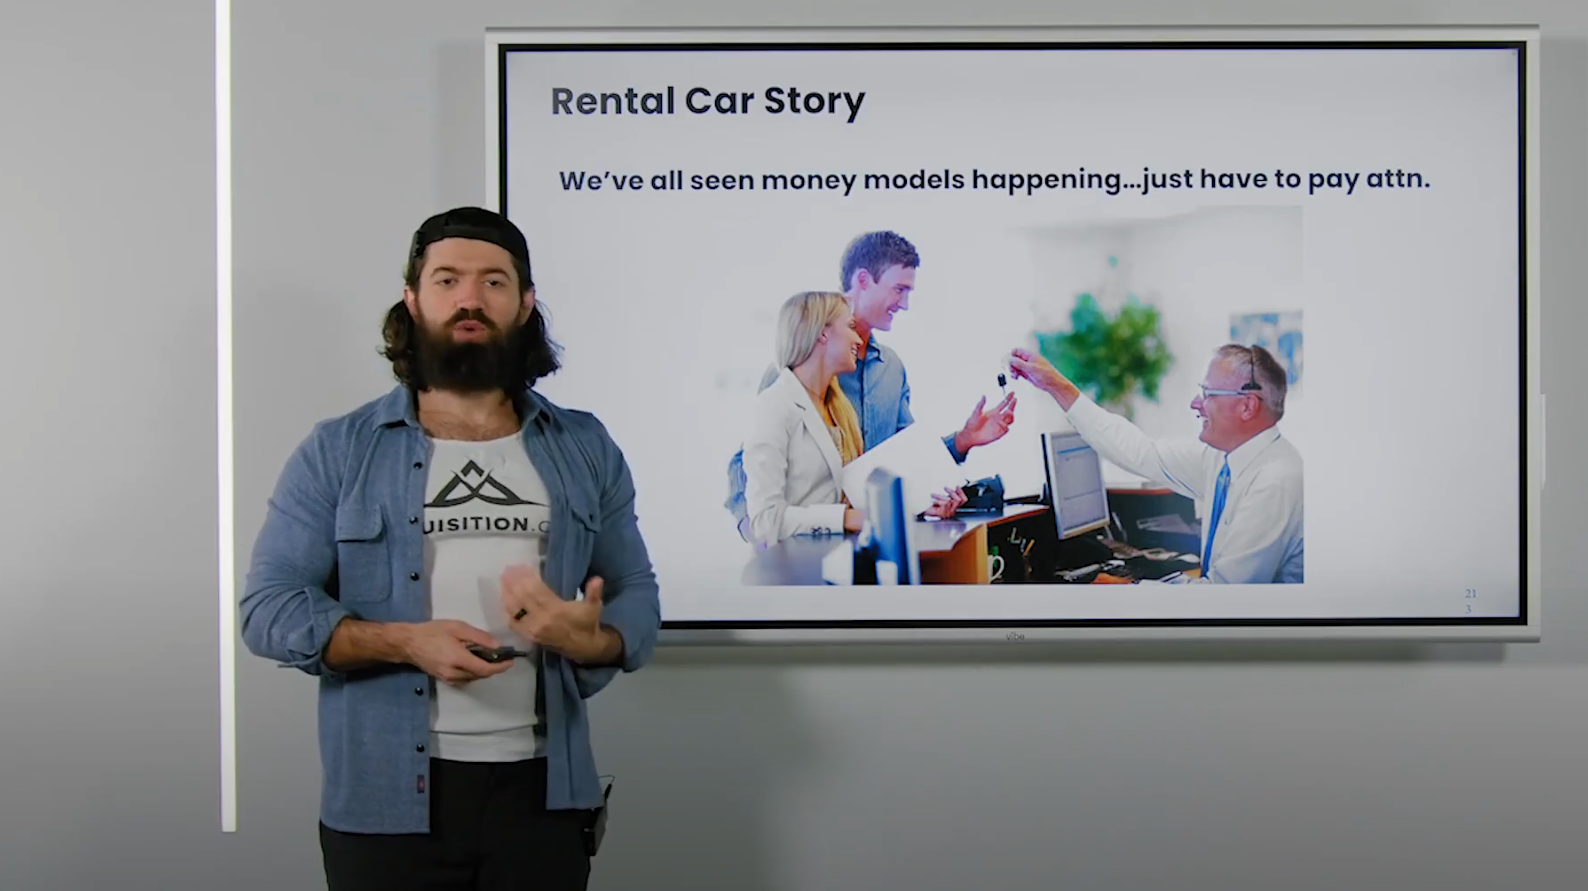 Rental Car Story
We've all seen money models happening...just have to pay attn.
UISITION.C
21
3
vibe